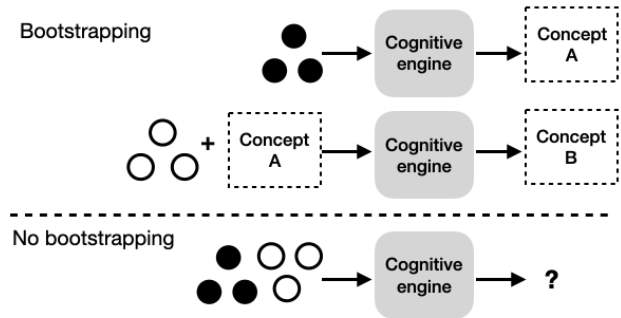 Bootstrapping
Cognitive
engine
Concept
A
+
Concept
A
Cognitive
engine
Concept
B
No bootstrapping
Cognitive
engine
?